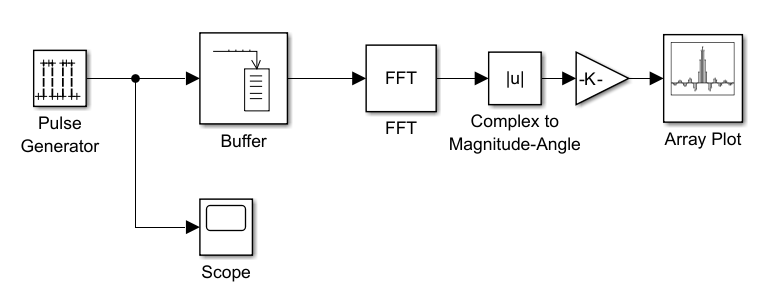 FFT
|u|
-K-
Pulse
Generator
Buffer
FFT
Complex to
Magnitude-Angle
Array Plot
Scope